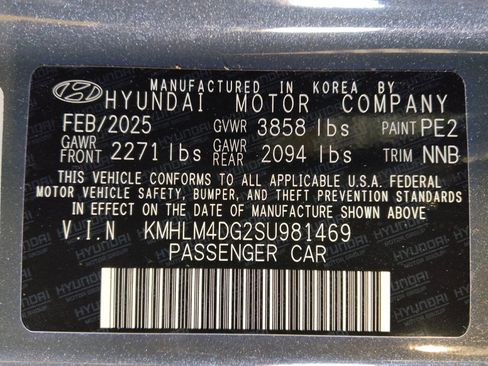 MANUFACTURED IN KOREA BY
HYUNDAI MOTOR COMPANY
FEB/2025 GVWR 3858 lbs PAINT PE2
GAWR FRONT 2271 lbs GAWR REAR 2094 lbs TRIM NNB
THIS VEHICLE CONFORMS TO ALL APPLICABLE U.S.A. FEDERAL
MOTOR VEHICLE SAFETY, BUMPER, AND THEFT PREVENTION STANDARDS
IN EFFECT ON THE DATE OF MANUFACTURE SHOWN ABOVE
V.I.N KMHLM4DG2SU981469
PASSENGER CAR